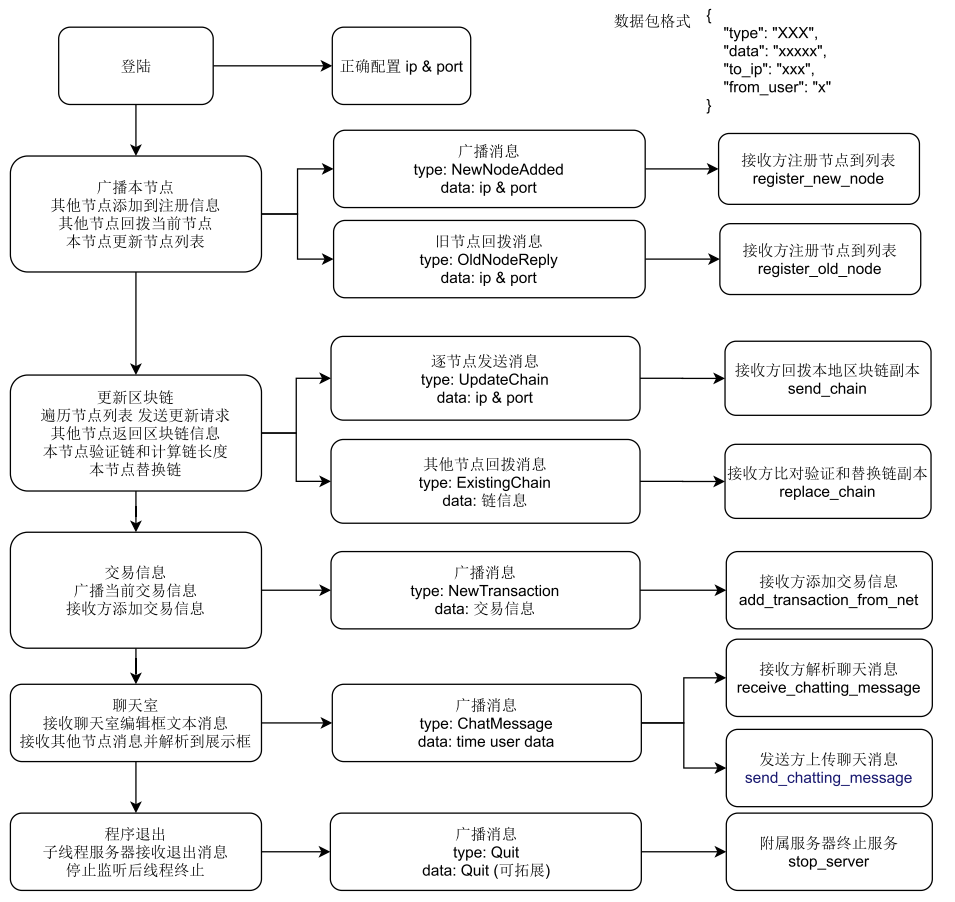 数据包格式
{
"type": "XXX",
"data": "xxxxx",
"to_ip": "xxx",
"from_user": "x"
}
登陆
正确配置 ip & port
广播本节点
其他节点添加到注册信息
其他节点回拨当前节点
本节点更新节点列表
广播消息
type: NewNodeAdded
data: ip & port
接收方注册节点到列表
register_new_node
旧节点回拨消息
type: OldNodeReply
data: ip & port
接收方注册节点到列表
register_old_node
更新区块链
遍历节点列表 发送更新请求
其他节点返回区块链信息
本节点验证链和计算链长度
本节点替换链
逐节点发送消息
type: UpdateChain
data: ip & port
接收方回拨本地区块链副本
send_chain
其他节点回拨消息
type: ExistingChain
data: 链信息
接收方比对验证和替换链副本
replace_chain
交易信息
广播当前交易信息
接收方添加交易信息
广播消息
type: NewTransaction
data: 交易信息
接收方添加交易信息
add_transaction_from_net
聊天室
接收聊天室编辑框文本消息
接收其他节点消息并解析到展示框
广播消息
type: ChatMessage
data: time user data
接收方解析聊天消息
receive_chatting_message
发送方上传聊天消息
send_chatting_message
程序退出
子线程服务器接收退出消息
停止监听后线程终止
广播消息
type: Quit
data: Quit (可拓展)
附属服务器终止服务
stop_server